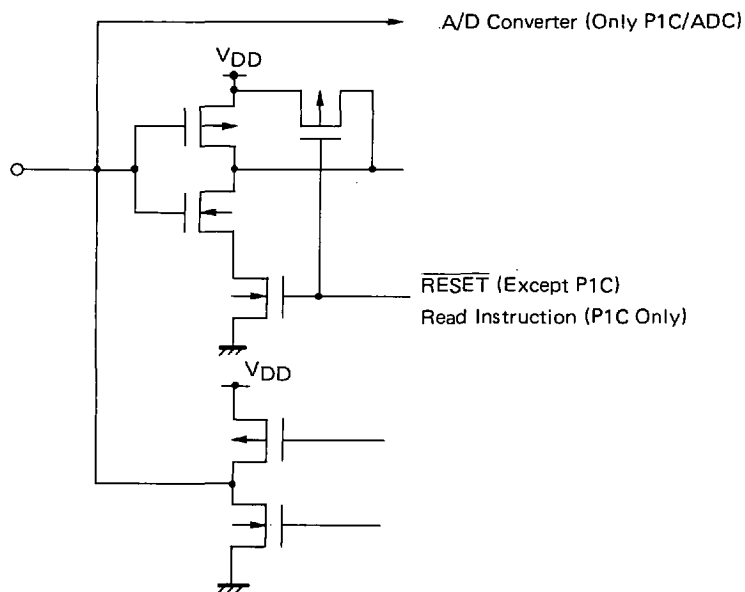 A/D Converter (Only P1C/ADC)
VDD
RESET (Except P1C)
Read Instruction (P1C Only)
VDD